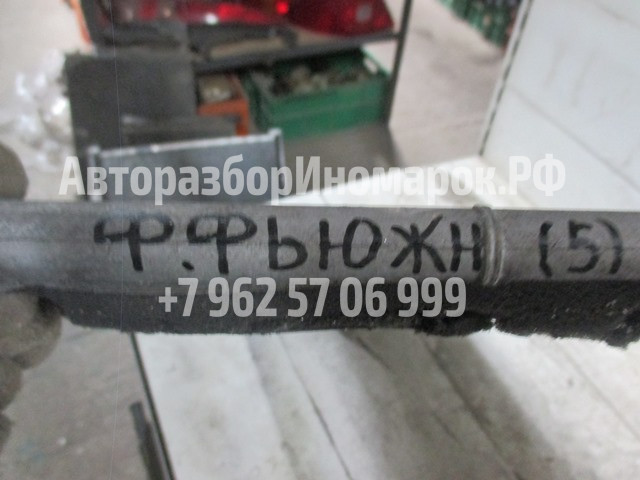 АвторазборИномарок.РФ
Ф.ФЬЮЖН (5)
+7 962 57 06 999